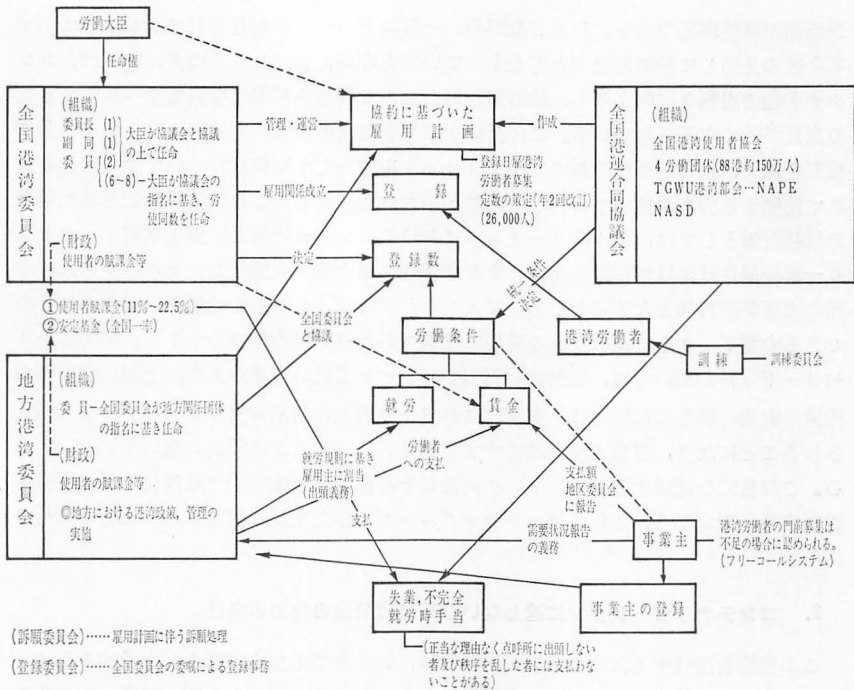 労働大臣
任命権
全国港湾委員会
(組織)
委員長 (1)
副 同 (1)
委 員 (2)
大臣が協議会と協議
の上で任命
(6~8)-大臣が協議会の
指名に基き、労
使同数を任命
(財政)
使用者の賦課金等
①使用者賦課金(11%~22.5%)
②安定基金(全国一率)
地方港湾委員会
(組織)
委 員-全国委員会が地方関係団体
の指名に基き任命
(財政)
使用者の賦課金等
◎地方における港湾政策,管理の
実施
管理・運営
協約に基づいた
雇用計画
作成
登録日雇港湾
労働者募集
定数の策定(年2回改訂)
(26,000人)
全国港運合同協議会
(組織)
全国港湾使用者協会
4労働団体(88港約150万人)
TGWU港湾部会…NAPE
NASD
雇用関係成立
登 録
決定
登録数
統一条件
決定
全国委員会
と協議
労働条件
港湾労働者
訓練
訓練委員会
就労
賃金
就労規則に基き
雇用主に割当
(出頭義務)
労働者
への支払
支払
支払額
地区委員会
に報告
需要状況報告
の義務
事業主
港湾労働者の門前募集は
不足の場合に認められる。
(フリーコールシステム)
事業主の登録
失業,不完全
就労時手当
(正当な理由なく点呼所に出頭しない
者及び秩序を乱した者には支払わな
いことがある)
(訴願委員会)……雇用計画に伴う訴願処理
(登録委員会)……全国委員会の委嘱による登録事務